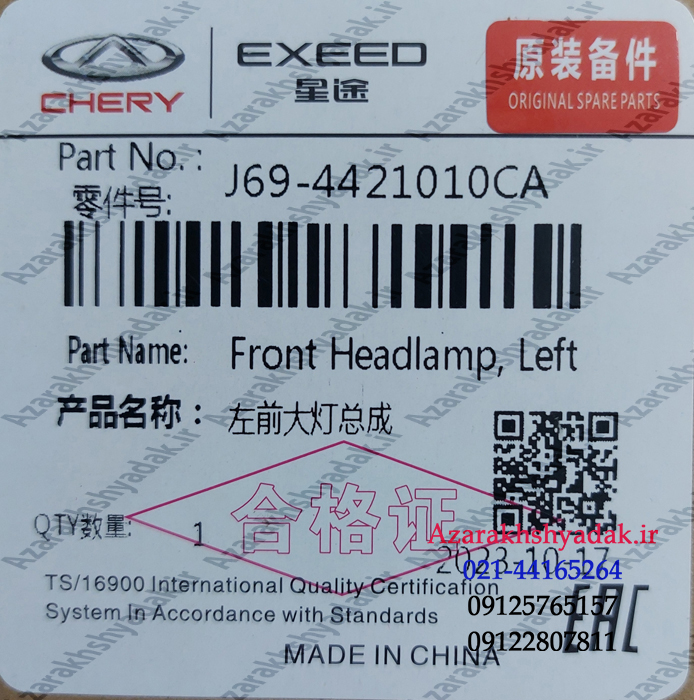 CHERY
EXEED
星途
原装备件
ORIGINAL SPARE PARTS
Part No.:
零件号:
J69-4421010CA
Part Name: Front Headlamp, Left
产品名称： 左前大灯总成
合格证
QTY数量: 1
Azarakhshyadak.ir
2023.10.17
021-44165264
TS/16900 International Quality Certification
09125765157
System In Accordance with Standards
EAC
09122807811
MADE IN CHINA